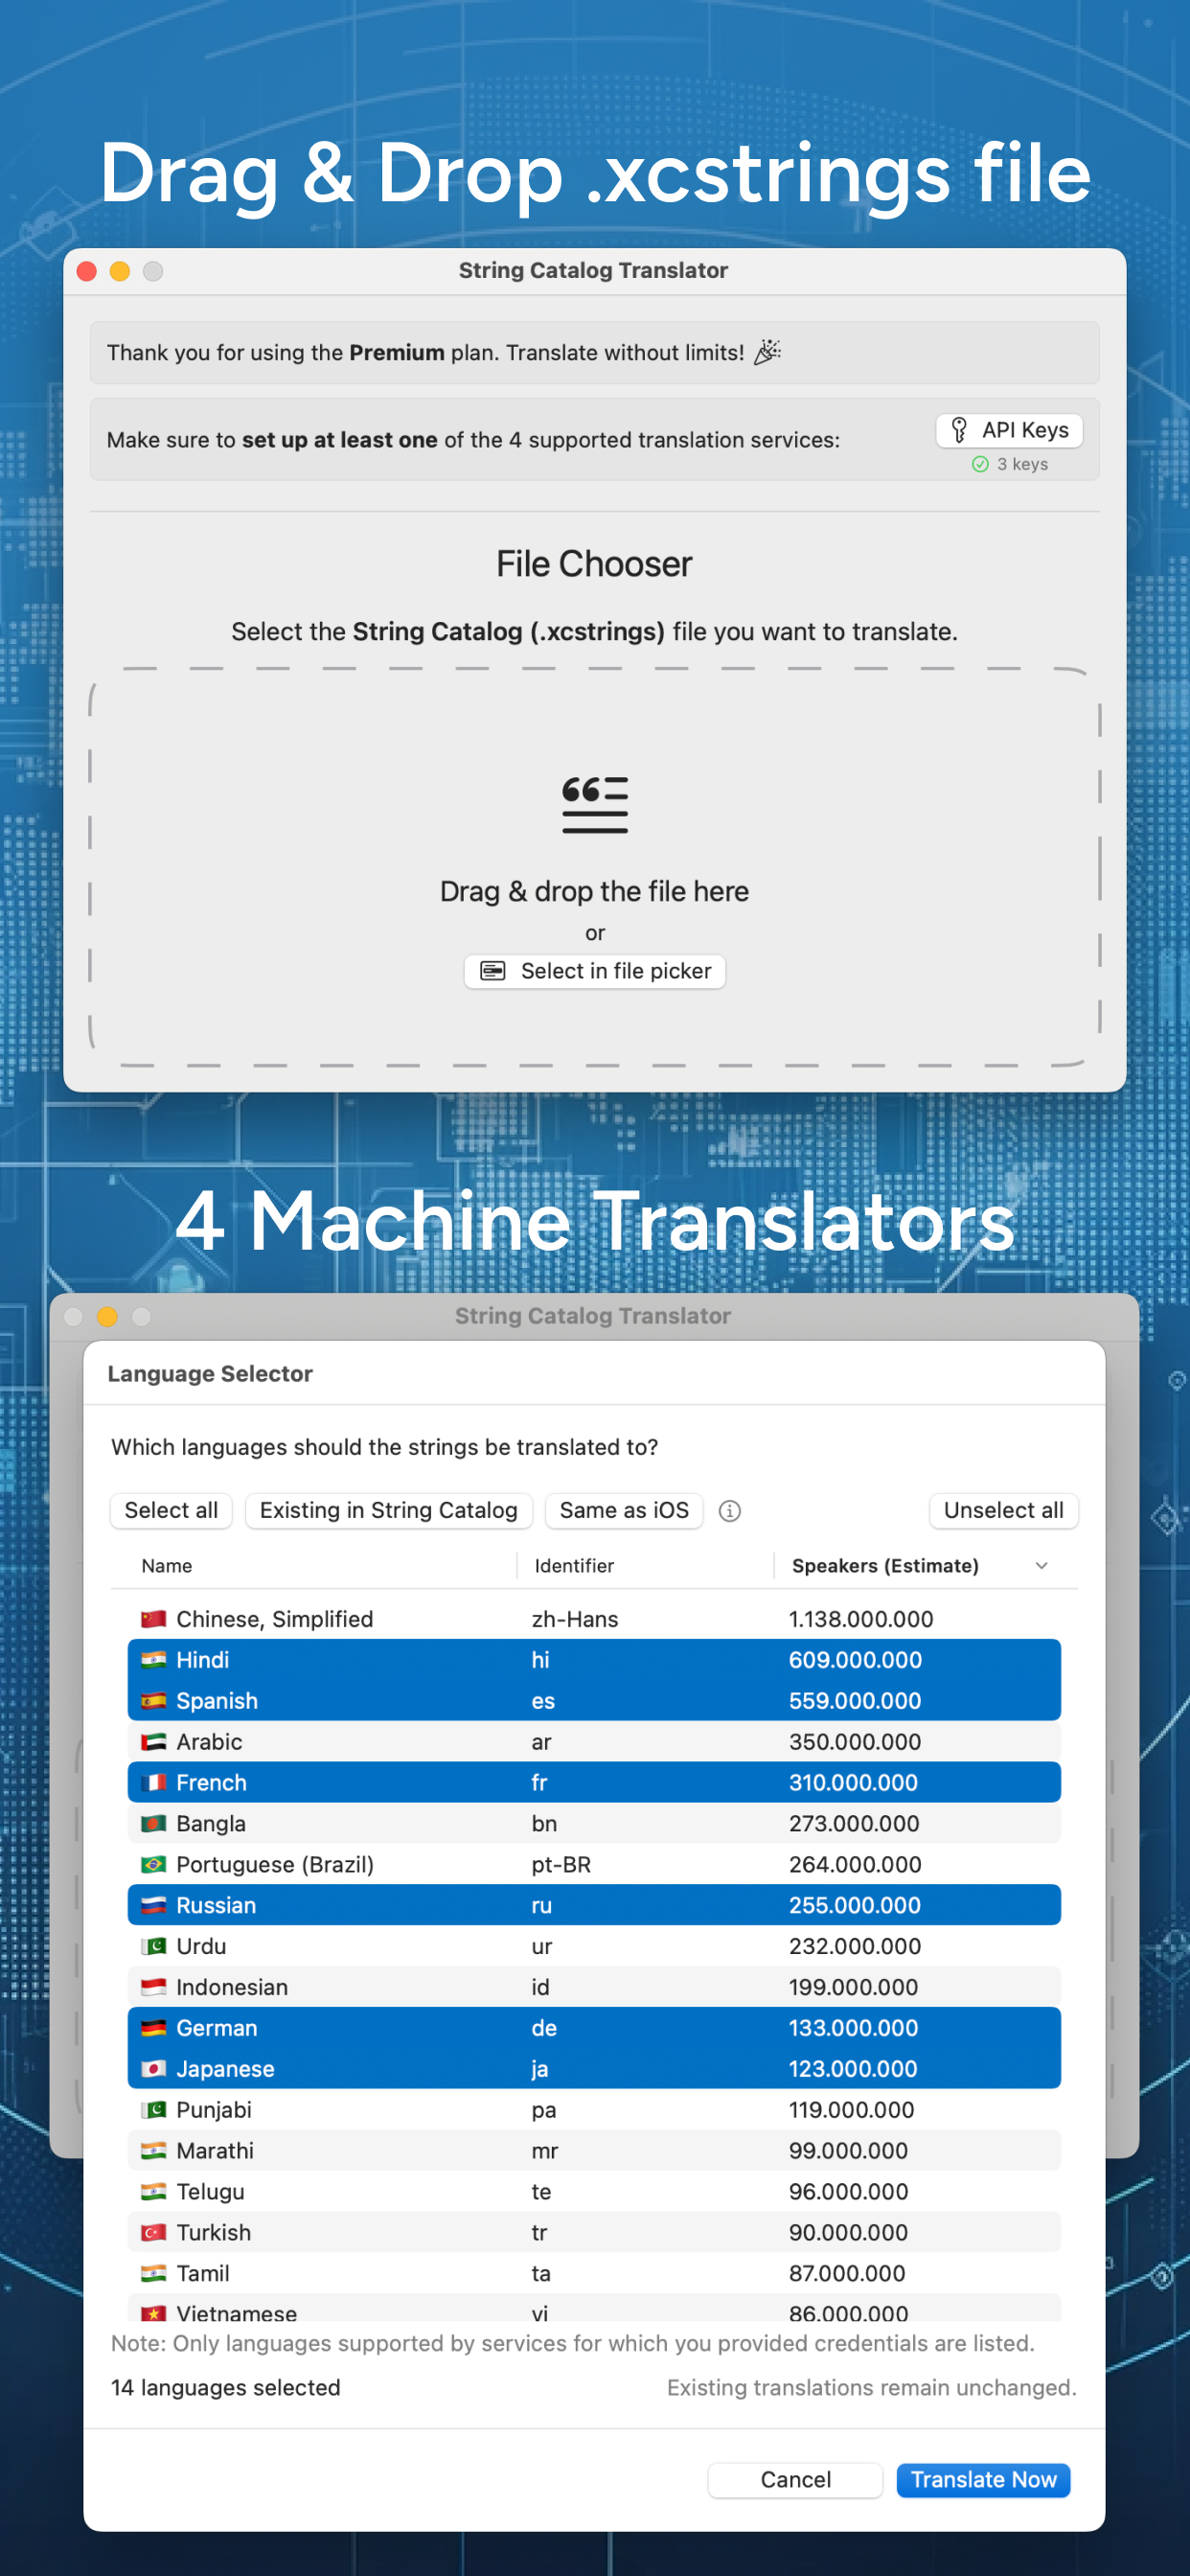 Drag & Drop .xcstrings file
String Catalog Translator
Thank you for using the Premium plan. Translate without limits!
Make sure to set up at least one of the 4 supported translation services:
API Keys
3 keys
File Chooser
Select the String Catalog (.xcstrings) file you want to translate.
Drag & drop the file here
or
Select in file picker
4 Machine Translators
String Catalog Translator
Language Selector
Which languages should the strings be translated to?
Select all Existing in String Catalog Same as iOS Unselect all
Name Identifier Speakers (Estimate)
Chinese, Simplified zh-Hans 1.138.000.000
Hindi hi 609.000.000
Spanish es 559.000.000
Arabic ar 350.000.000
French fr 310.000.000
Bangla bn 273.000.000
Portuguese (Brazil) pt-BR 264.000.000
Russian ru 255.000.000
Urdu ur 232.000.000
Indonesian id 199.000.000
German de 133.000.000
Japanese ja 123.000.000
Punjabi pa 119.000.000
Marathi mr 99.000.000
Telugu te 96.000.000
Turkish tr 90.000.000
Tamil ta 87.000.000
Vietnamese vi 86.000.000
Note: Only languages supported by services for which you provided credentials are listed.
14 languages selected Existing translations remain unchanged.
Cancel Translate Now